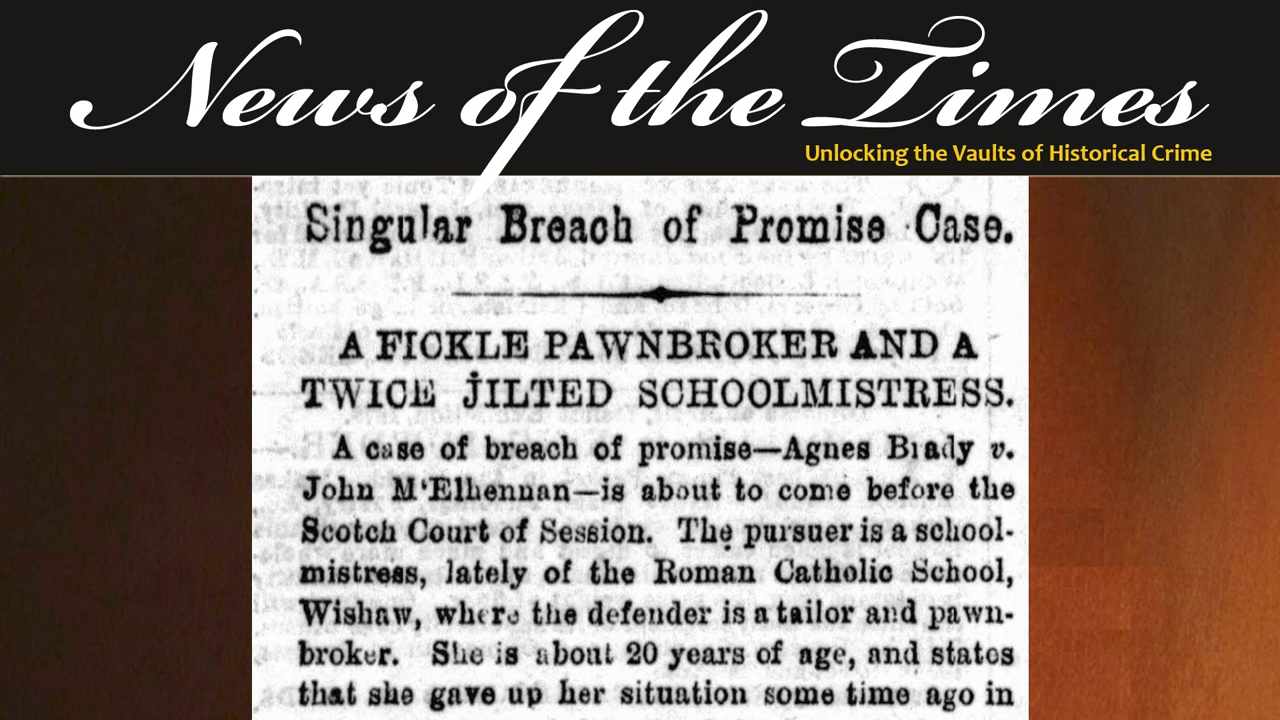 News of the Times
Unlocking the Vaults of Historical Crime
Singular Breach of Promise Case.
A FICKLE PAWNBROKER AND A
TWICE JILTED SCHOOLMISTRESS.
A case of breach of promise—Agnes Brady v.
John M'Elhennan—is about to come before the
Scotch Court of Session. The pursuer is a school-
mistress, lately of the Roman Catholic School,
Wishaw, where the defender is a tailor and pawn-
broker. She is about 20 years of age, and states
that she gave up her situation some time ago in